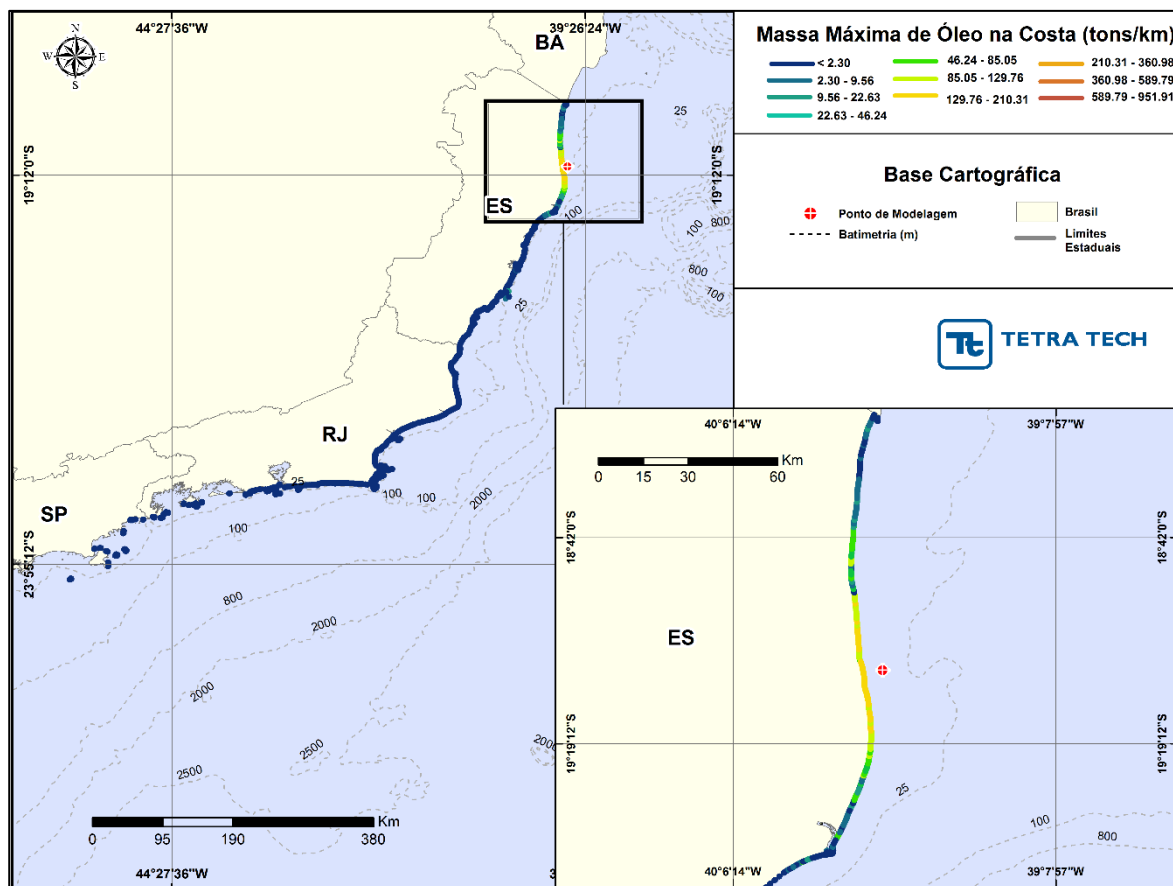 44°27'36"W
39°26'24"W
N
W
E
S
BA
25
19°12'0"S
19°12'0"S
ES
100
100
800
800
100
25
RJ
SP
25
100
100
2000
23°55'12"S
100
800
2000
2000
2500
2500
200
Km
0 95 190 380
44°27'36"W
3
Massa Máxima de Óleo na Costa (tons/km)
< 2.30
2.30 - 9.56
9.56 - 22.63
22.63 - 46.24
46.24 - 85.05
85.05 - 129.76
129.76 - 210.31
210.31 - 360.98
360.98 - 589.79
589.79 - 951.91
Base Cartográfica
Ponto de Modelagem
Batimetria (m)
Brasil
Limites
Estaduais
Tt
TETRA TECH
40°6'14"W
39°7'57"W
Km
0 15 30 60
18°42'0"S
18°42'0"S
ES
19°19'12"S
19°19'12"S
25
100
800
40°6'14"W
39°7'57"W